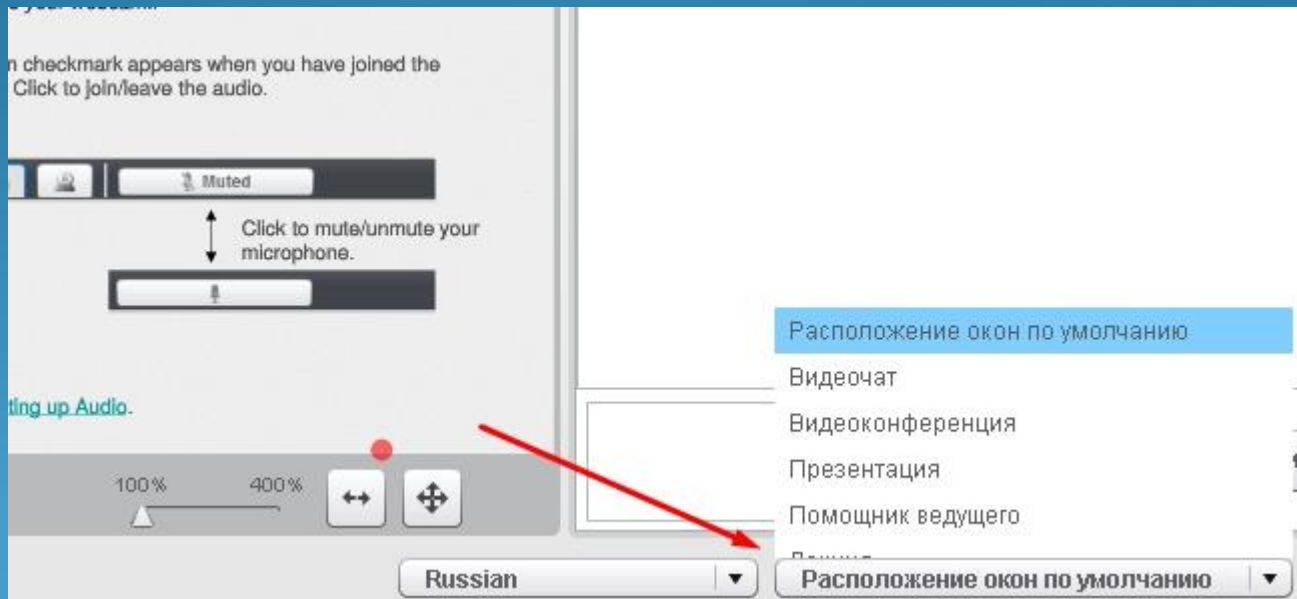 n checkmark appears when you have joined the
Click to join/leave the audio.
Muted
Click to mute/unmute your
microphone.
ting up Audio.
100% 400%
Расположение окон по умолчанию
Видеочат
Видеоконференция
Презентация
Помощник ведущего
Russian
Расположение окон по умолчанию